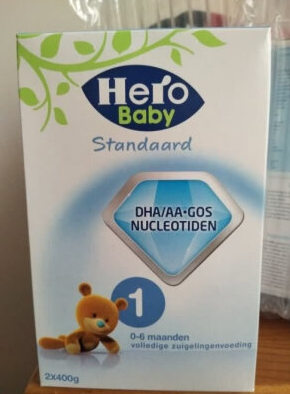 Hero
Baby
Standaard
DHA/AA•GOS
NUCLEOTIDEN
1
0-6 maanden
volledige zuigelingenvoeding
2x400g